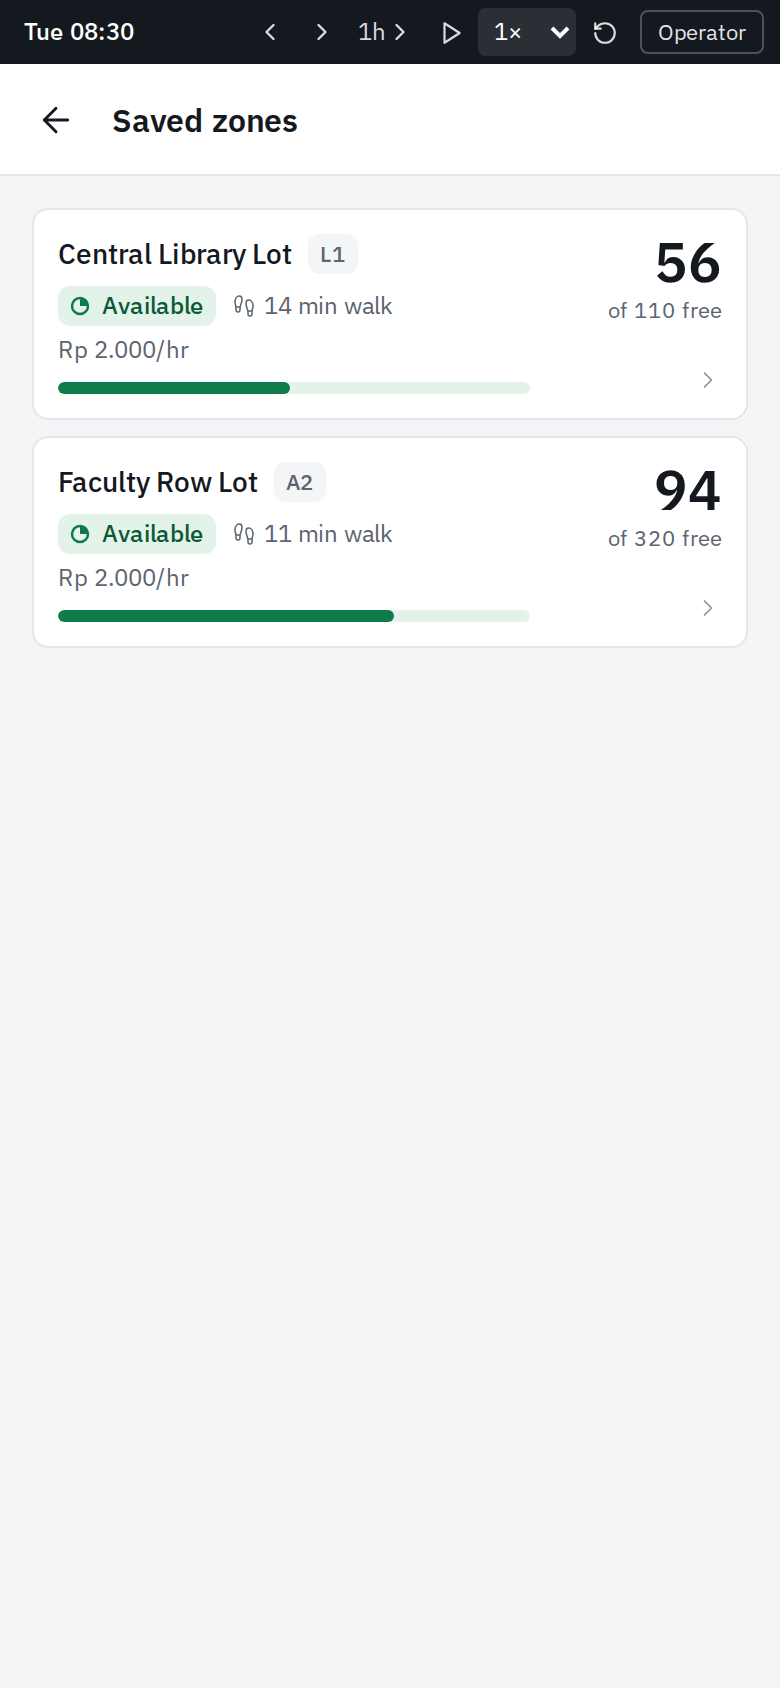 Tue 08:30 1h 1× Operator
Saved zones
Central Library Lot L1 56
Available 14 min walk of 110 free
Rp 2.000/hr
Faculty Row Lot A2 94
Available 11 min walk of 320 free
Rp 2.000/hr